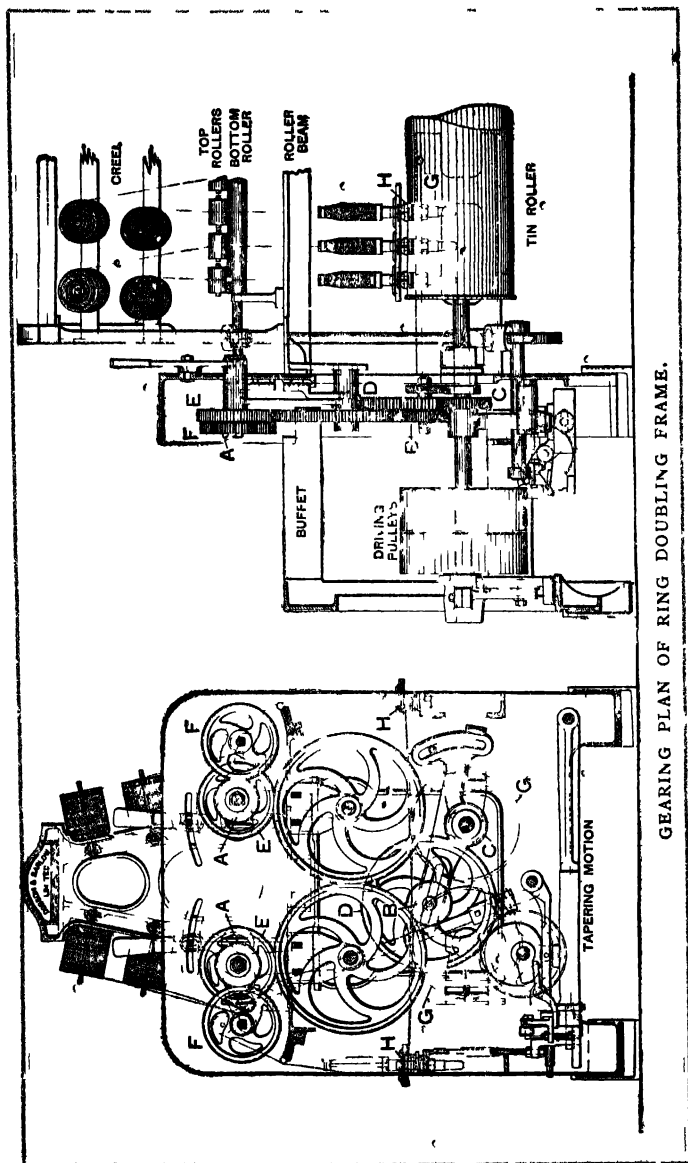 F
A
E
A
E
F
D
B
H
H
C
G
G
TAPERING MOTION
CREEL
TOP
ROLLERS
BOTTOM
ROLLER
ROLLER
BEAM
F
E
A
D
B
C
H
G
BUFFET
DRIVING
PULLEYS
TIN ROLLER
GEARING PLAN OF RING DOUBLING FRAME.